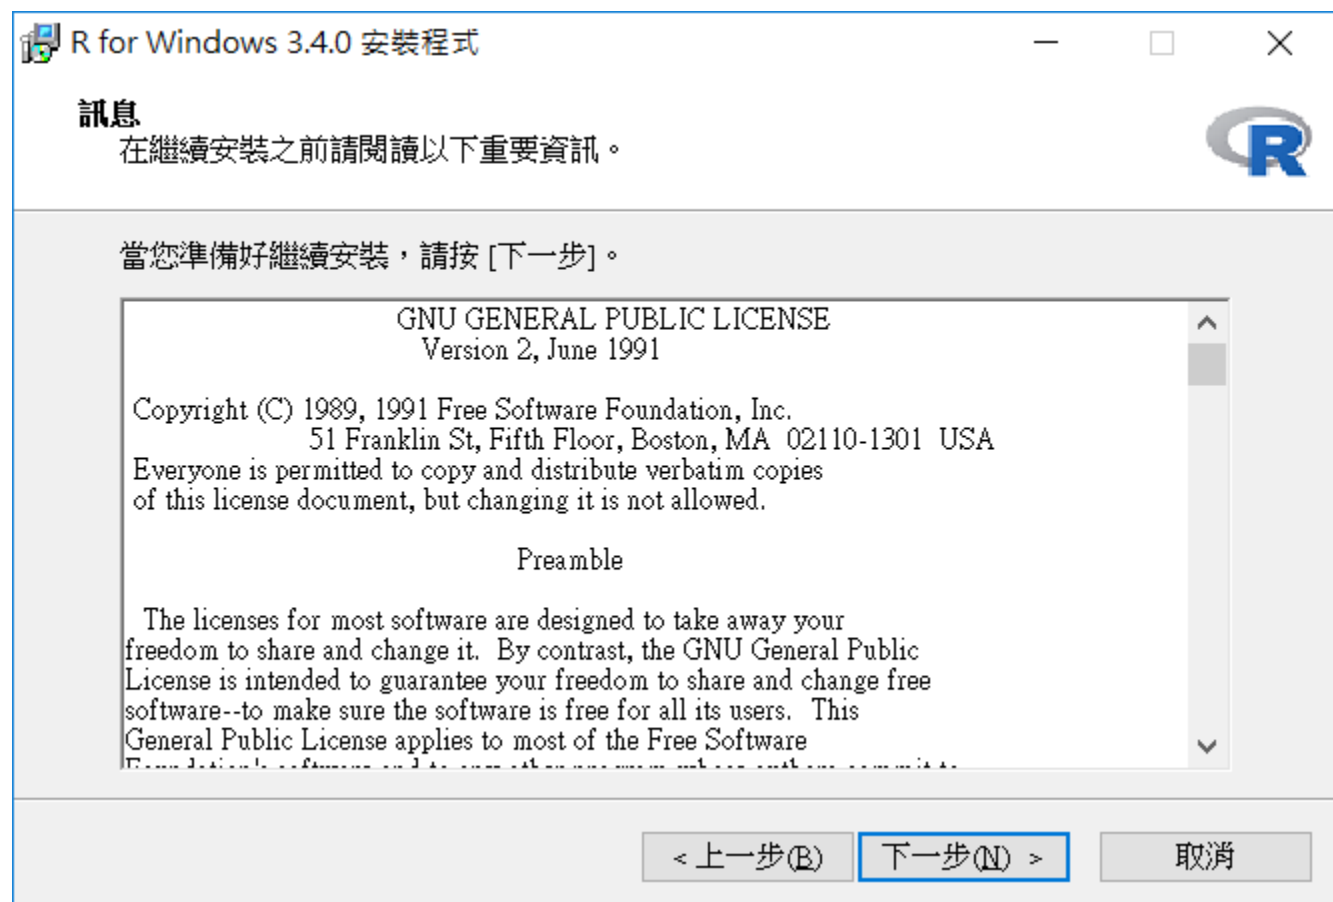 R for Windows 3.4.0 安裝程式
訊息
在繼續安裝之前請閱讀以下重要資訊。
R
當您準備好繼續安裝，請按 [下一步]。
GNU GENERAL PUBLIC LICENSE
Version 2, June 1991
Copyright (C) 1989, 1991 Free Software Foundation, Inc.
51 Franklin St, Fifth Floor, Boston, MA  02110-1301  USA
Everyone is permitted to copy and distribute verbatim copies
of this license document, but changing it is not allowed.
Preamble
The licenses for most software are designed to take away your
freedom to share and change it.  By contrast, the GNU General Public
License is intended to guarantee your freedom to share and change free
software--to make sure the software is free for all its users.  This
General Public License applies to most of the Free Software
< 上一步(B) 下一步(N) > 取消